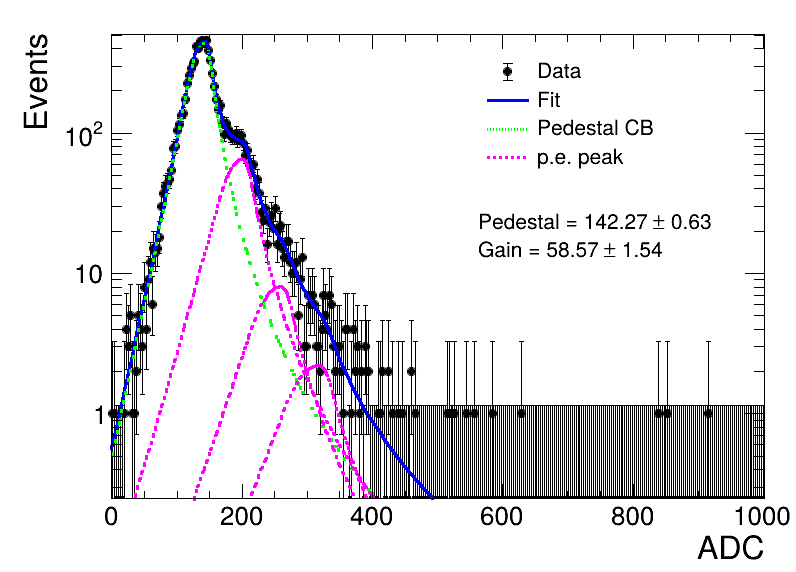 Events
10²
10
1
0
200
400
600
800
1000
ADC
Data
Fit
Pedestal CB
p.e. peak
Pedestal = 142.27 ± 0.63
Gain = 58.57 ± 1.54